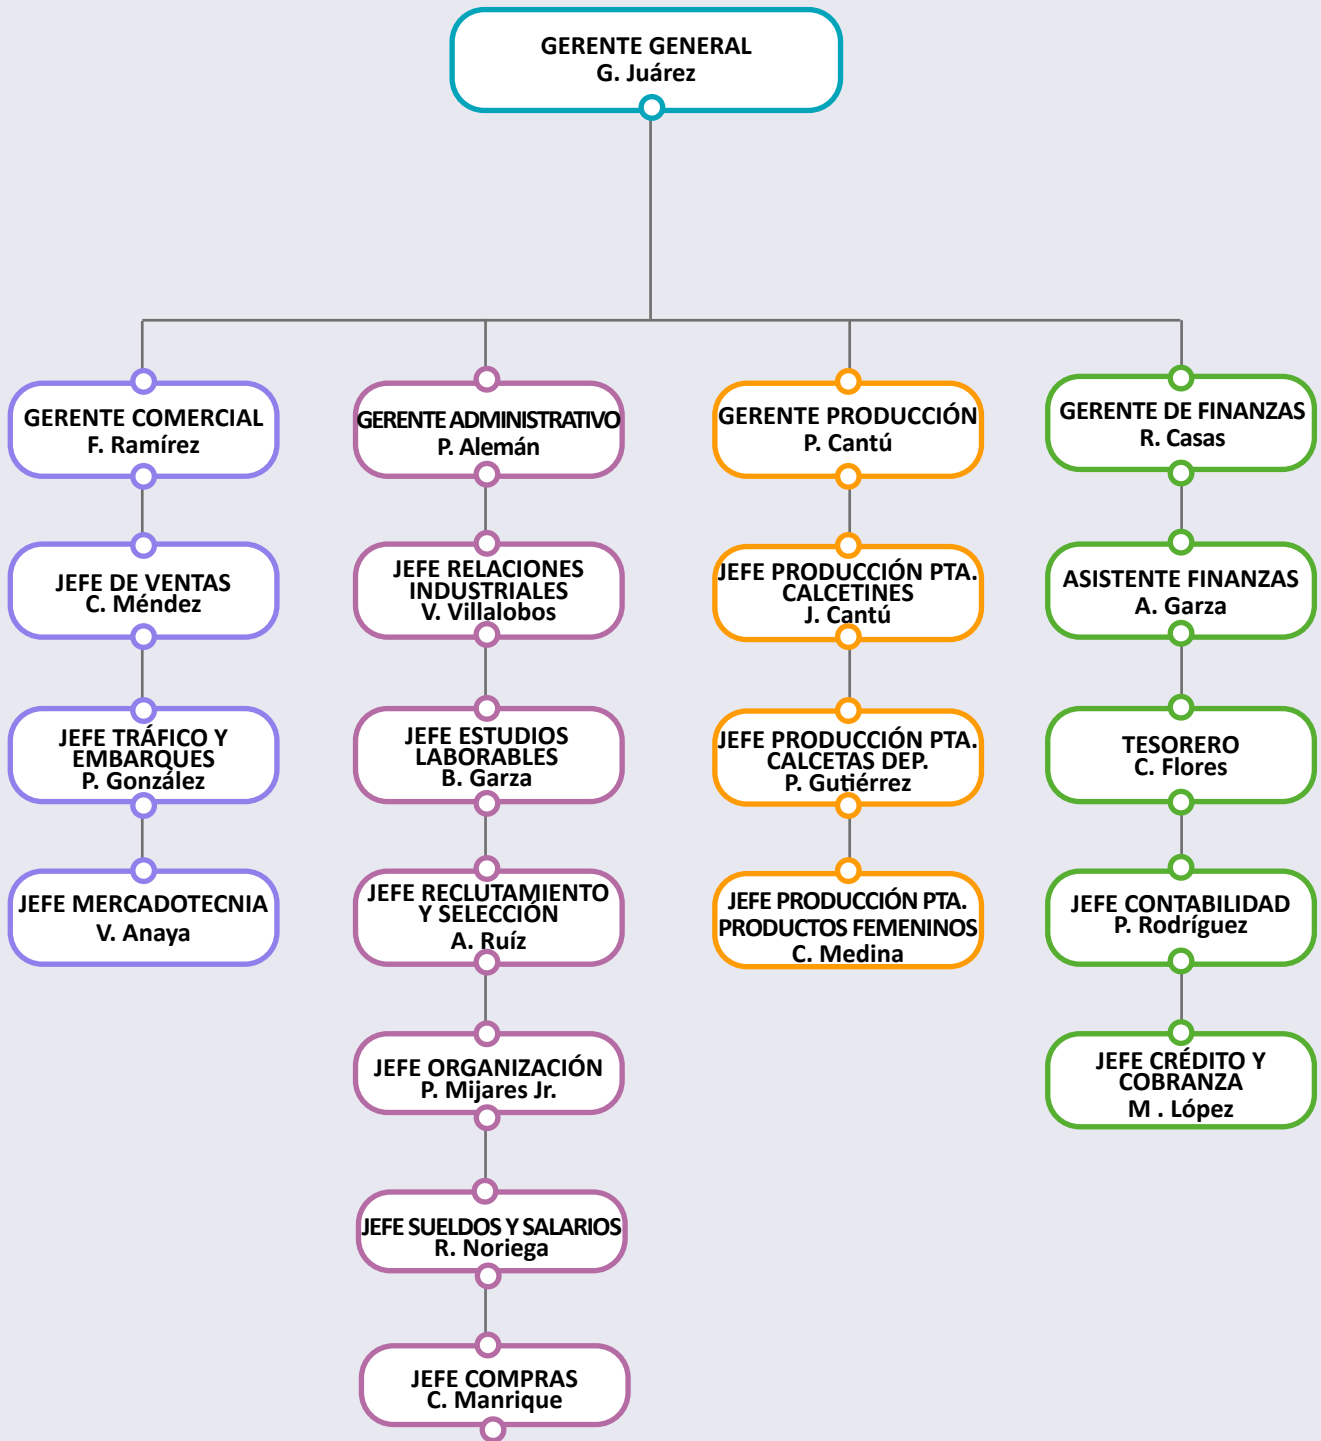 GERENTE GENERAL
G. Juárez
GERENTE COMERCIAL
F. Ramírez
JEFE DE VENTAS
C. Méndez
JEFE TRÁFICO Y
EMBARQUES
P. González
JEFE MERCADOTECNIA
V. Anaya
GERENTE ADMINISTRATIVO
P. Alemán
JEFE RELACIONES
INDUSTRIALES
V. Villalobos
JEFE ESTUDIOS
LABORABLES
B. Garza
JEFE RECLUTAMIENTO
Y SELECCIÓN
A. Ruíz
JEFE ORGANIZACIÓN
P. Mijares Jr.
JEFE SUELDOS Y SALARIOS
R. Noriega
JEFE COMPRAS
C. Manrique
GERENTE PRODUCCIÓN
P. Cantú
JEFE PRODUCCIÓN PTA.
CALCETINES
J. Cantú
JEFE PRODUCCIÓN PTA.
CALCETAS DEP.
P. Gutiérrez
JEFE PRODUCCIÓN PTA.
PRODUCTOS FEMENINOS
C. Medina
GERENTE DE FINANZAS
R. Casas
ASISTENTE FINANZAS
A. Garza
TESORERO
C. Flores
JEFE CONTABILIDAD
P. Rodríguez
JEFE CRÉDITO Y
COBRANZA
M . López